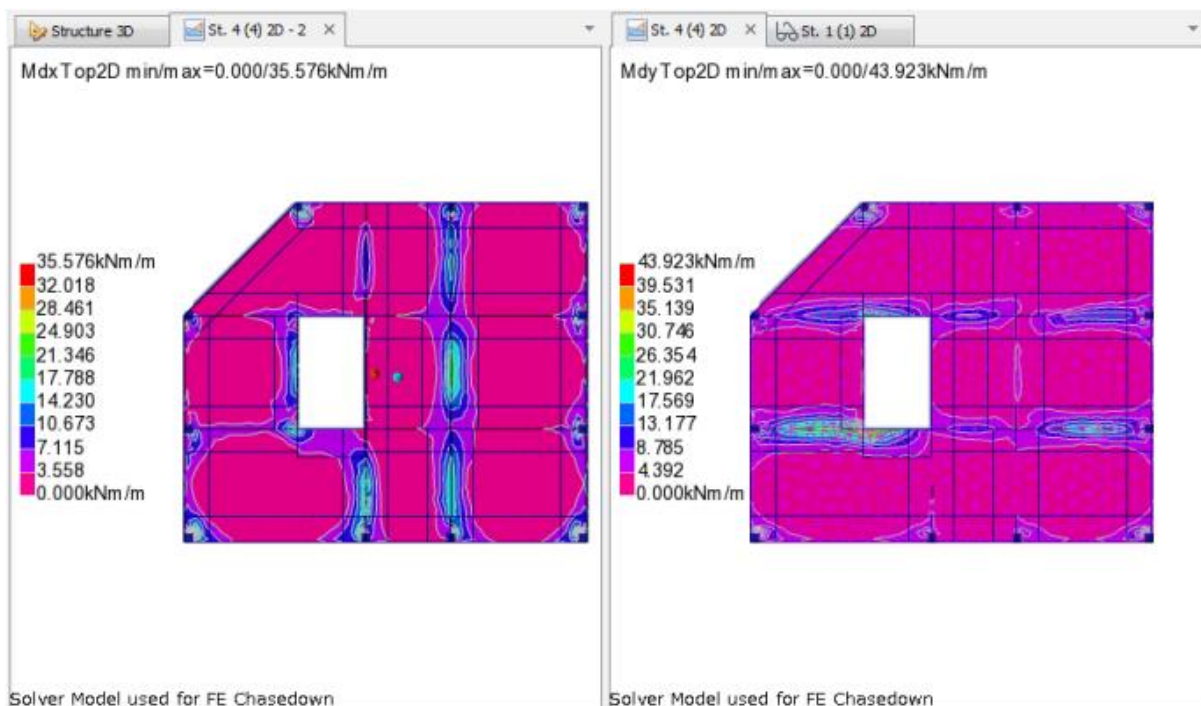 Structure 3D
St. 4 (4) 2D - 2
Mdx Top2D min/max=0.000/35.576kNm/m
35.576kNm/m
32.018
28.461
24.903
21.346
17.788
14.230
10.673
7.115
3.558
0.000kNm/m
Solver Model used for FE Chasedown
St. 4 (4) 2D
St. 1 (1) 2D
Mdy Top2D min/max=0.000/43.923kNm/m
43.923kNm/m
39.531
35.139
30.746
26.354
21.962
17.569
13.177
8.785
4.392
0.000kNm/m
Solver Model used for FE Chasedown